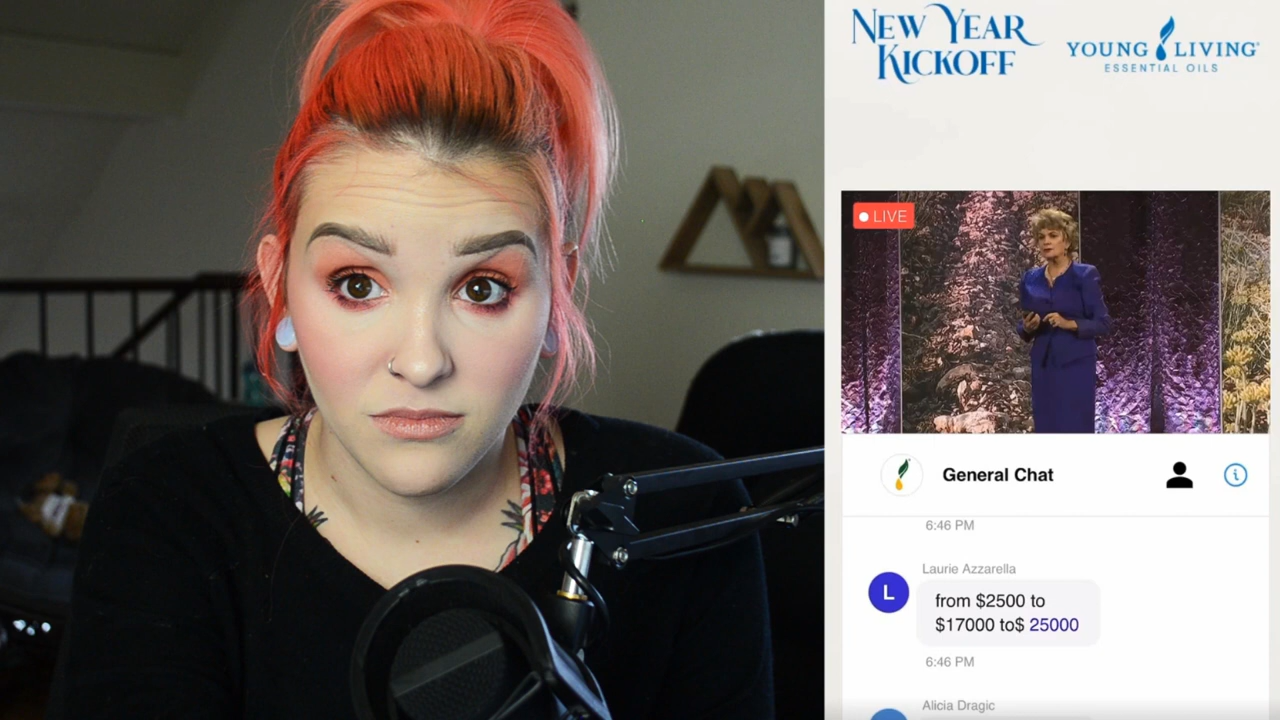 NEW YEAR
KICKOFF
YOUNG LIVING
ESSENTIAL OILS
LIVE
General Chat
6:46 PM
Laurie Azzarella
L
from $2500 to
$17000 to$ 25000
6:46 PM
Alicia Dragic